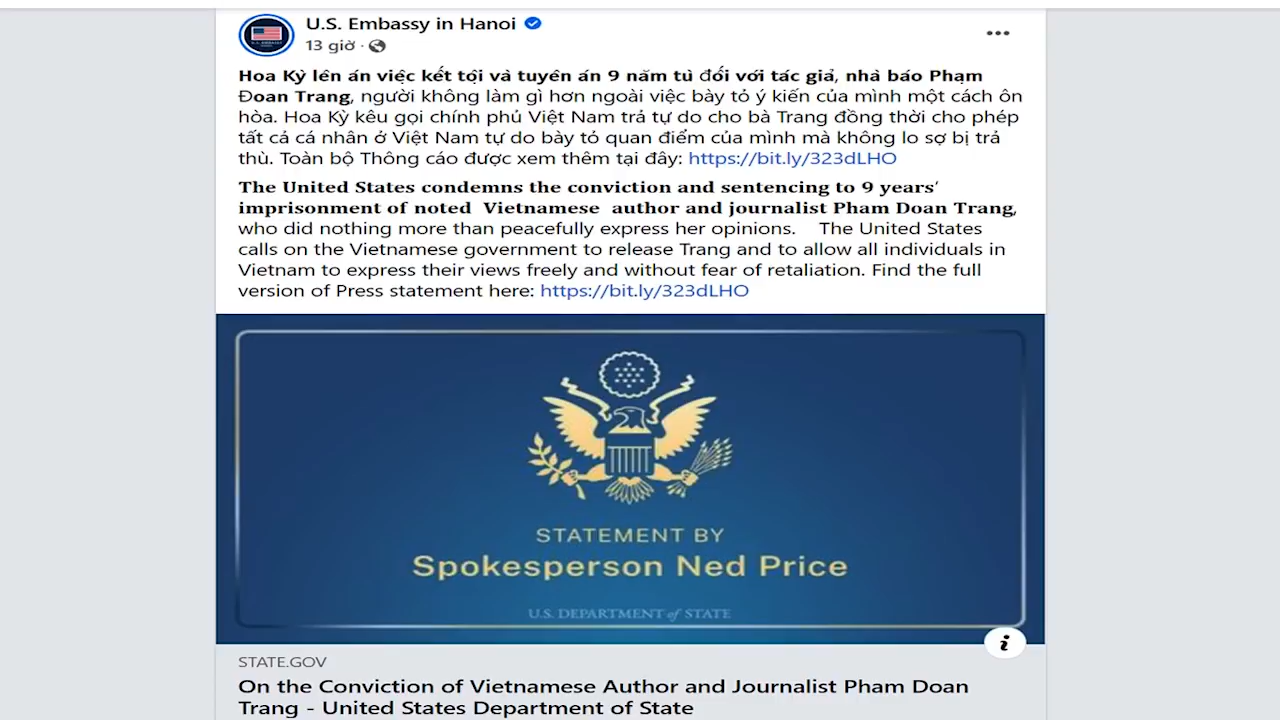 U.S. Embassy in Hanoi
13 giờ ·
Hoa Kỳ lên án việc kết tội và tuyên án 9 năm tù đối với tác giả, nhà báo Phạm
Đoan Trang, người không làm gì hơn ngoài việc bày tỏ ý kiến của mình một cách ôn
hòa. Hoa Kỳ kêu gọi chính phủ Việt Nam trả tự do cho bà Trang đồng thời cho phép
tất cả cá nhân ở Việt Nam tự do bày tỏ quan điểm của mình mà không lo sợ bị trả
thù. Toàn bộ Thông cáo được xem thêm tại đây: https://bit.ly/323dLHO
The United States condemns the conviction and sentencing to 9 years’
imprisonment of noted Vietnamese author and journalist Pham Doan Trang,
who did nothing more than peacefully express her opinions. The United States
calls on the Vietnamese government to release Trang and to allow all individuals in
Vietnam to express their views freely and without fear of retaliation. Find the full
version of Press statement here: https://bit.ly/323dLHO
STATEMENT BY
Spokesperson Ned Price
U.S. DEPARTMENT of STATE
STATE.GOV
On the Conviction of Vietnamese Author and Journalist Pham Doan
Trang - United States Department of State